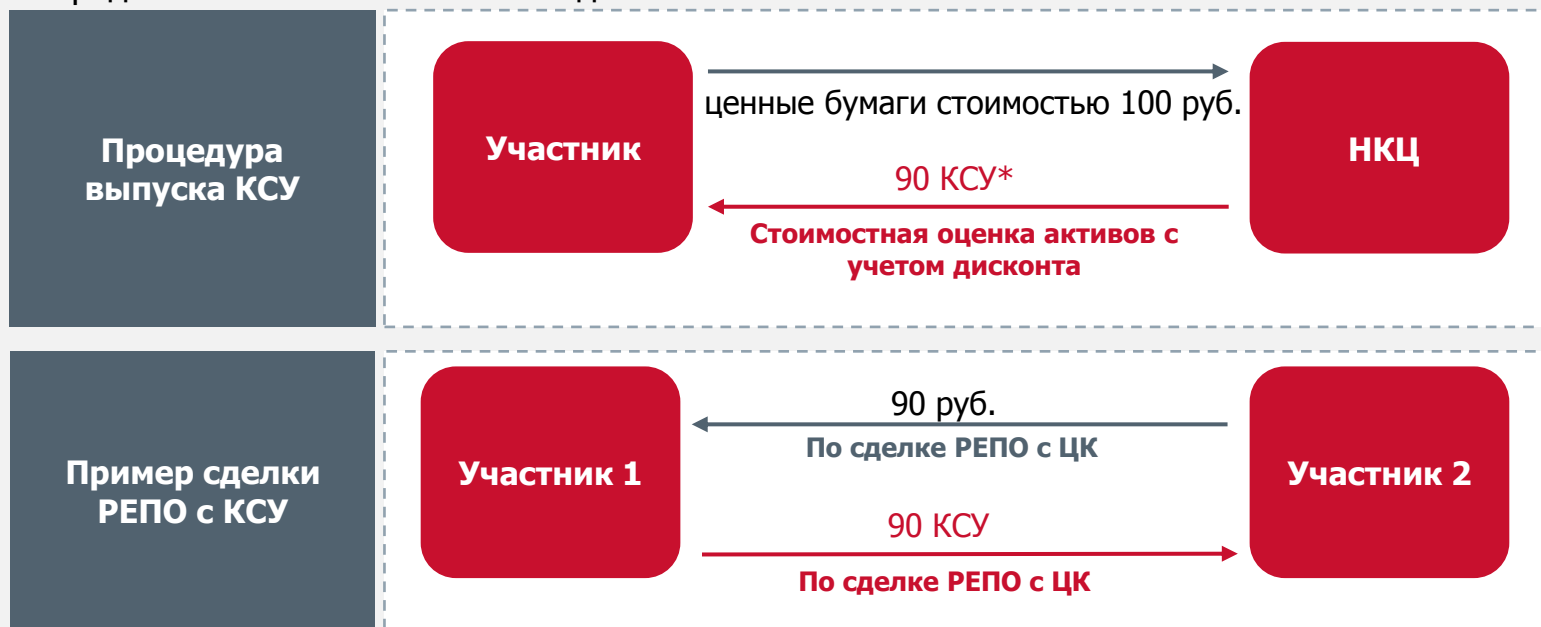 Процедура
выпуска КСУ
Участник
ценные бумаги стоимостью 100 руб.
90 КСУ*
Стоимостная оценка активов с
учетом дисконта
НКЦ
Пример сделки
РЕПО с КСУ
Участник 1
90 руб.
По сделке РЕПО с ЦК
90 КСУ
По сделке РЕПО с ЦК
Участник 2